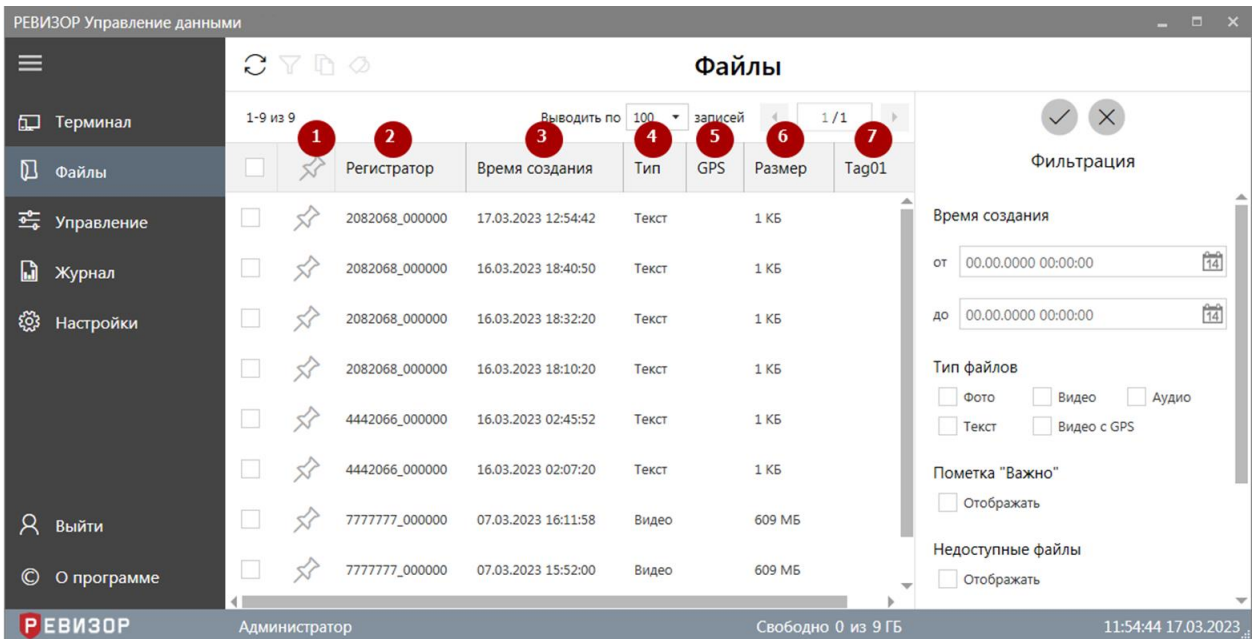 РЕВИЗОР Управление данными
Файлы
Терминал
Файлы
Управление
Журнал
Настройки
Выйти
О программе
1-9 из 9 Выводить по 100 записей 1 / 1
1 2 3 4 5 6 7
Регистратор Время создания Тип GPS Размер Tag01
2082068_000000 17.03.2023 12:54:42 Текст 1 КБ
2082068_000000 16.03.2023 18:40:50 Текст 1 КБ
2082068_000000 16.03.2023 18:32:20 Текст 1 КБ
2082068_000000 16.03.2023 18:10:20 Текст 1 КБ
4442066_000000 16.03.2023 02:45:52 Текст 1 КБ
4442066_000000 16.03.2023 02:07:20 Текст 1 КБ
7777777_000000 07.03.2023 16:11:58 Видео 609 МБ
7777777_000000 07.03.2023 15:52:00 Видео 609 МБ
Фильтрация
Время создания
от 00.00.0000 00:00:00 14
до 00.00.0000 00:00:00 14
Тип файлов
Фото Видео Аудио
Текст Видео с GPS
Пометка "Важно"
Отображать
Недоступные файлы
Отображать
РЕВИЗОР Администратор Свободно 0 из 9 ГБ 11:54:44 17.03.2023